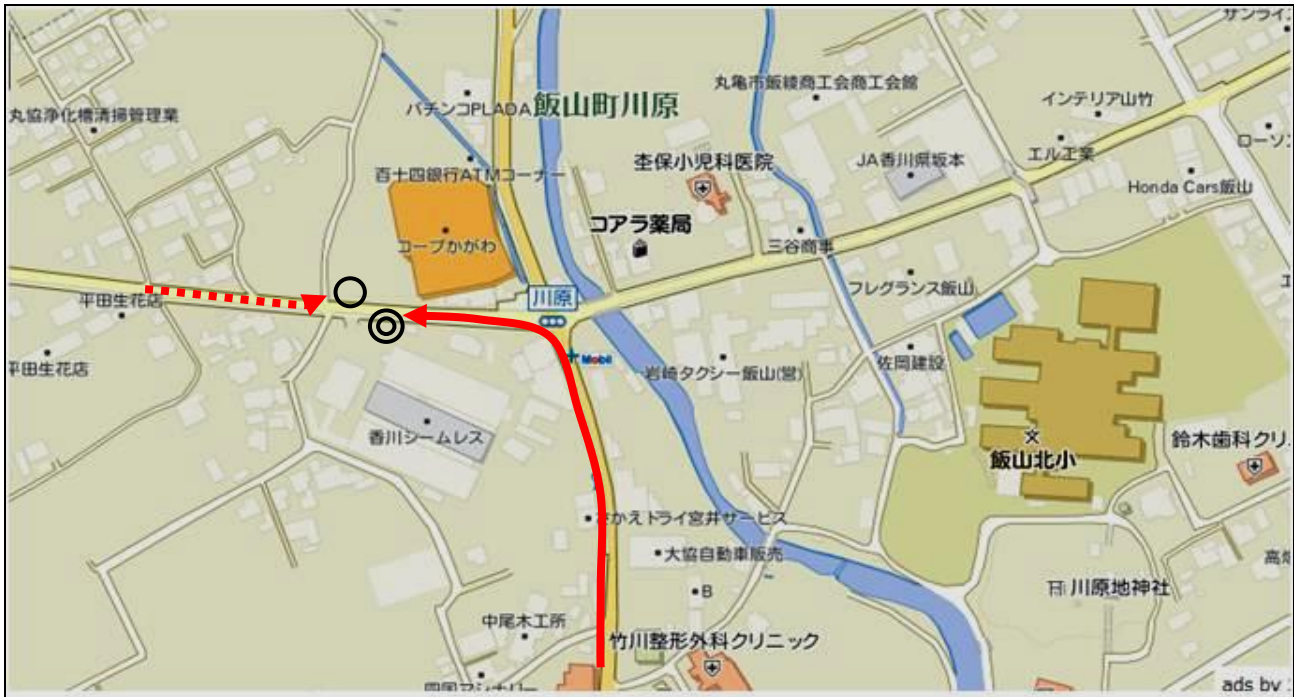 サンライ
丸亀市飯綾商工会商工会館
インテリア山竹
パチンコPLADA
飯山町川原
丸協浄化槽清掃管理業
エル工業
ローソン
杢保小児科医院
JA香川県坂本
百十四銀行ATMコーナー
Honda Cars飯山
コアラ薬局
コープかがわ
三谷商事
フレグランス飯山
平田生花店
川原
Mobil
平田生花店
岩崎タクシー飯山(営)
佐岡建設
香川シームレス
飯山北小
鈴木歯科クリ
さかえドライ宮井サービス
大協自動車販売
B
川原地神社
中尾木工所
竹川整形外科クリニック
四国マシナリー
ads by